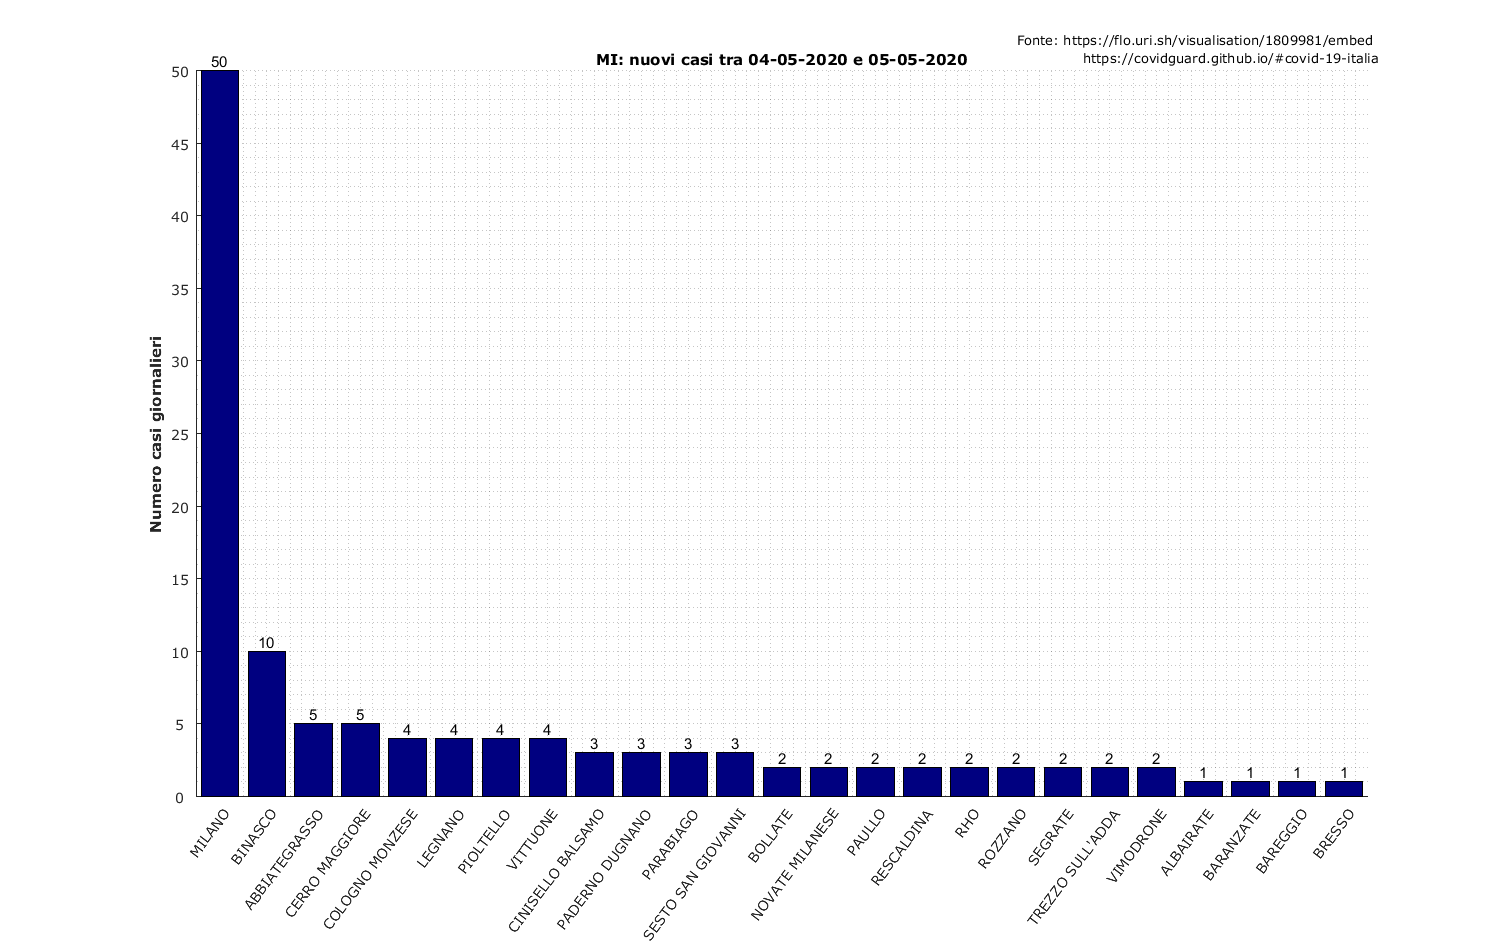 Fonte: https://flo.uri.sh/visualisation/1809981/embed
https://covidguard.github.io/#covid-19-italia
MI: nuovi casi tra 04-05-2020 e 05-05-2020
Numero casi giornalieri
50
45
40
35
30
25
20
15
10
5
0
50
10
5
5
4
4
4
4
3
3
3
3
2
2
2
2
2
2
2
2
2
1
1
1
1
MILANO
BINASCO
ABBIATEGRASSO
CERRO MAGGIORE
COLOGNO MONZESE
LEGNANO
PIOLTELLO
VITTUONE
CINISELLO BALSAMO
PADERNO DUGNANO
PARABIAGO
SESTO SAN GIOVANNI
BOLLATE
NOVATE MILANESE
PAULLO
RESCALDINA
RHO
ROZZANO
SEGRATE
TREZZO SULL'ADDA
VIMODRONE
ALBAIRATE
BARANZATE
BAREGGIO
BRESSO